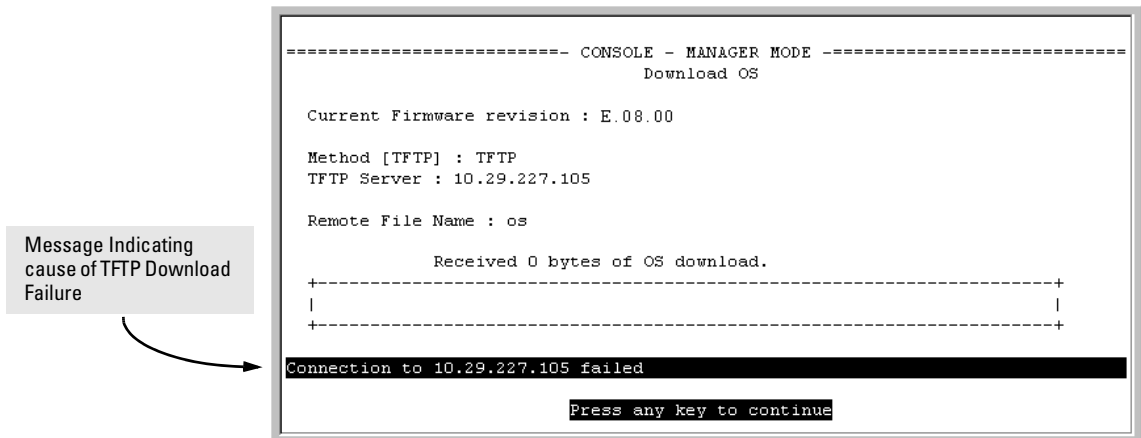 ===========================- CONSOLE - MANAGER MODE -============================
Download OS
Current Firmware revision : E.08.00
Method [TFTP] : TFTP
TFTP Server : 10.29.227.105
Remote File Name : os
Received 0 bytes of OS download.
+----------------------------------------------------------------------+
|                                                                      |
+----------------------------------------------------------------------+
Message Indicating
cause of TFTP Download
Failure
Connection to 10.29.227.105 failed
Press any key to continue